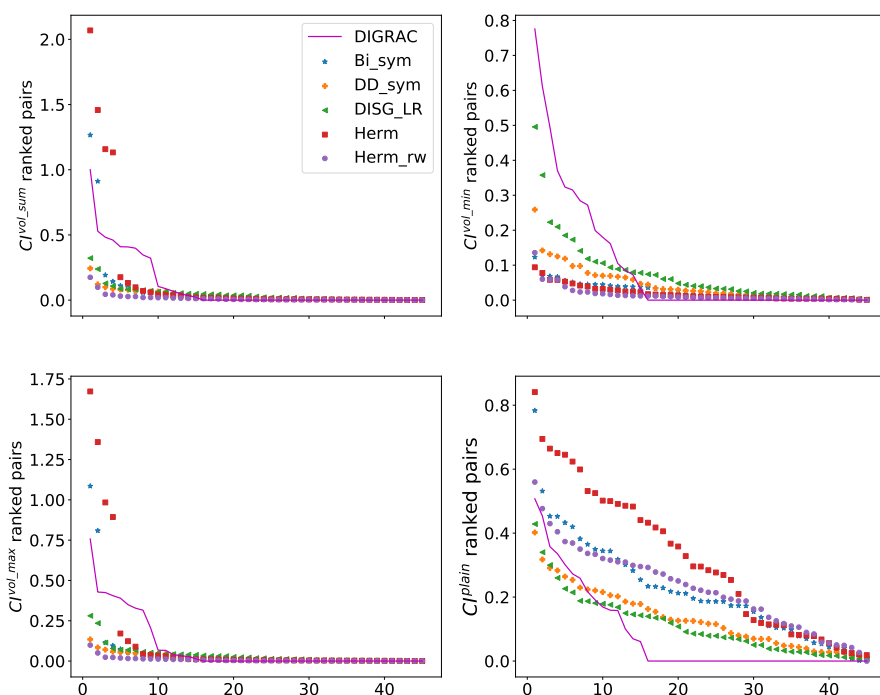 CI^vol_sum ranked pairs
2.0
1.5
1.0
0.5
0.0
DIGRAC
Bi_sym
DD_sym
DISG_LR
Herm
Herm_rw
CI^vol_min ranked pairs
0.8
0.7
0.6
0.5
0.4
0.3
0.2
0.1
0.0
CI^vol_max ranked pairs
1.75
1.50
1.25
1.00
0.75
0.50
0.25
0.00
0 10 20 30 40
CI^plain ranked pairs
0.8
0.6
0.4
0.2
0.0
0 10 20 30 40